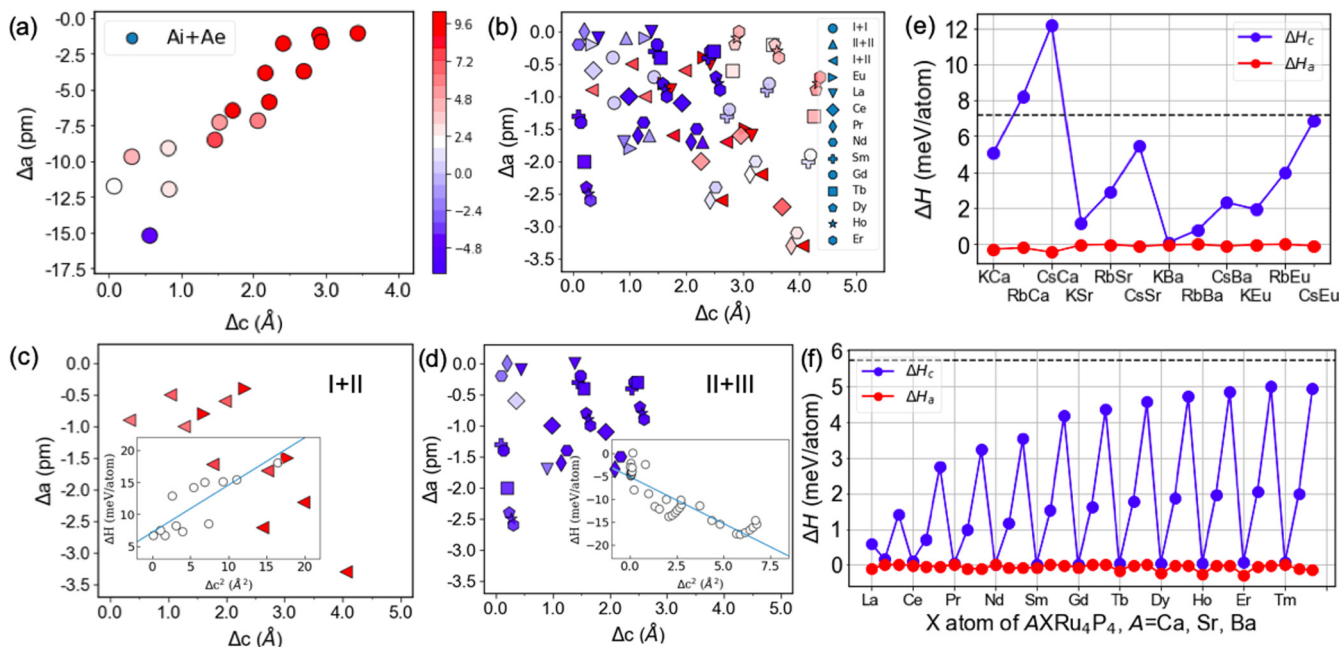 (a)
Ai+Ae
-0.0
-2.5
-5.0
-7.5
-10.0
-12.5
-15.0
-17.5
Δa (pm)
0.0 1.0 2.0 3.0 4.0
Δc (Å)
9.6
7.2
4.8
2.4
0.0
-2.4
-4.8
(b)
0.0
-0.5
-1.0
-1.5
-2.0
-2.5
-3.0
-3.5
Δa (pm)
0.0 1.0 2.0 3.0 4.0 5.0
Δc (Å)
I+I
II+II
I+II
Eu
La
Ce
Pr
Nd
Sm
Gd
Tb
Dy
Ho
Er
(e)
12
10
8
6
4
2
0
ΔH (meV/atom)
ΔHc
ΔHa
KCa CsCa RbSr KBa CsBa RbEu
RbCa KSr CsSr RbBa KEu CsEu
(c)
I+II
0.0
-0.5
-1.0
-1.5
-2.0
-2.5
-3.0
-3.5
Δa (pm)
0.0 1.0 2.0 3.0 4.0 5.0
Δc (Å)
20
15
10
5
ΔH (meV/atom)
0 5 10 15 20
Δc² (Å²)
(d)
II+III
0.0
-0.5
-1.0
-1.5
-2.0
-2.5
-3.0
-3.5
Δa (pm)
0.0 1.0 2.0 3.0 4.0 5.0
Δc (Å)
0
−5
−10
−15
−20
ΔH (meV/atom)
0.0 2.5 5.0 7.5
Δc² (Å²)
(f)
6
5
4
3
2
1
0
ΔH (meV/atom)
ΔHc
ΔHa
La Ce Pr Nd Sm Gd Tb Dy Ho Er Tm
X atom of AXRu₄P₄, A=Ca, Sr, Ba